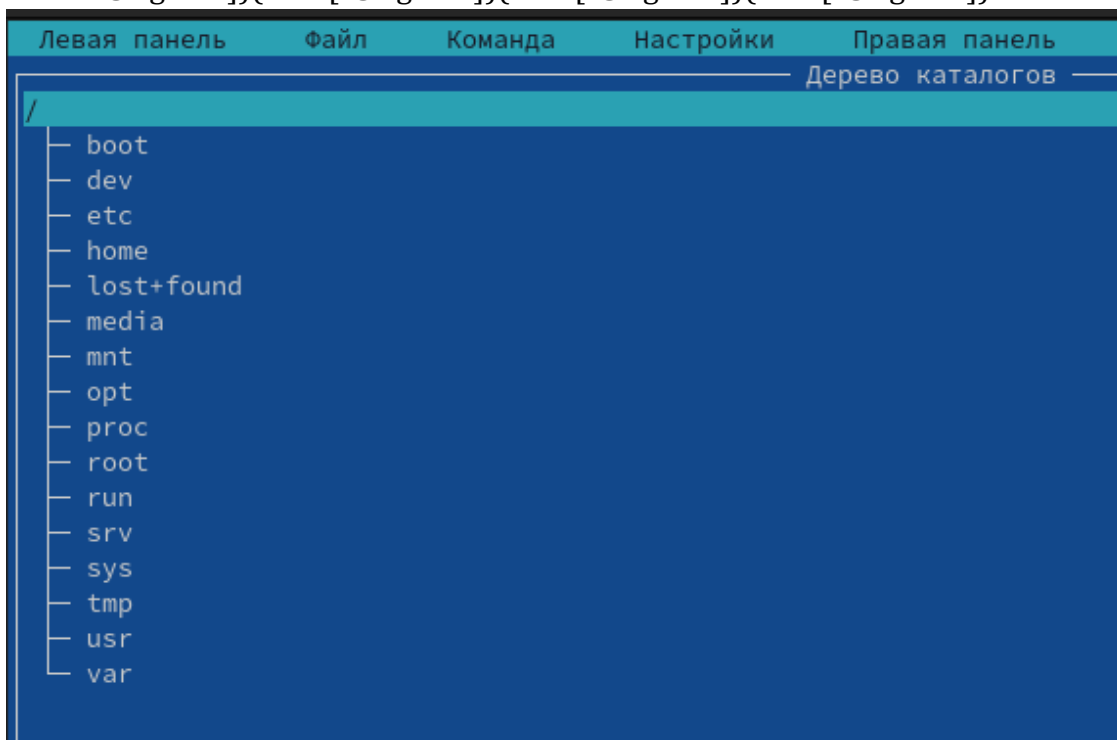 Левая панель Файл Команда Настройки Правая панель
Дерево каталогов
/
boot
dev
etc
home
lost+found
media
mnt
opt
proc
root
run
srv
sys
tmp
usr
var